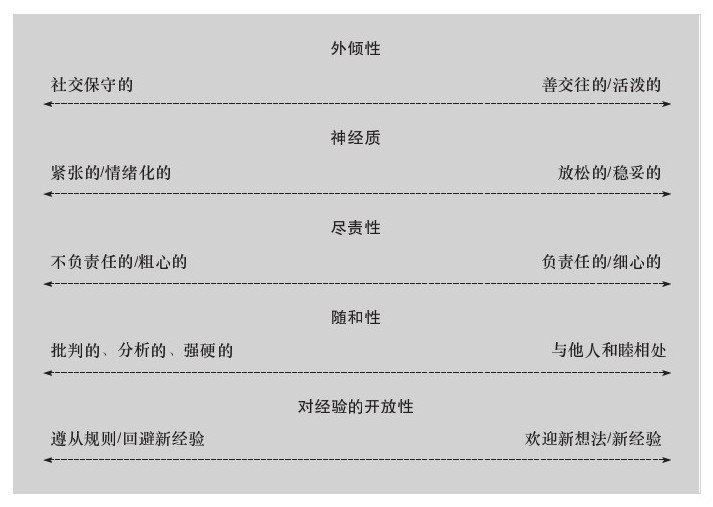 外倾性
社交保守的 善交往的/活泼的
神经质
紧张的/情绪化的 放松的/稳妥的
尽责性
不负责任的/粗心的 负责任的/细心的
随和性
批判的、分析的、强硬的 与他人和睦相处
对经验的开放性
遵从规则/回避新经验 欢迎新想法/新经验